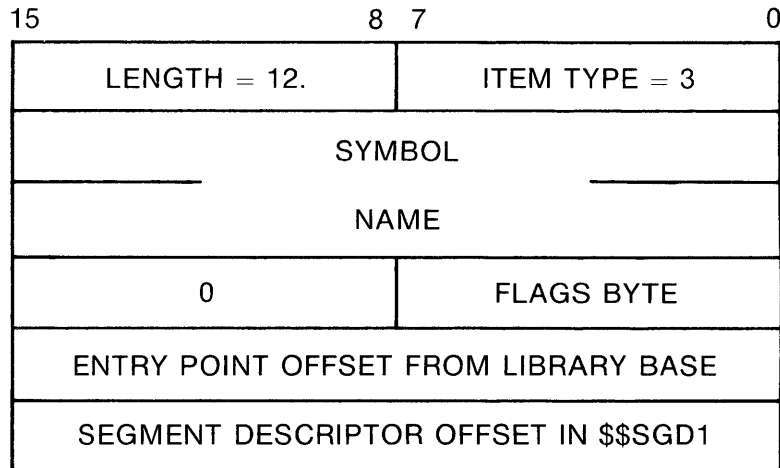 15 8 7 0
LENGTH = 12. ITEM TYPE = 3
SYMBOL
NAME
0 FLAGS BYTE
ENTRY POINT OFFSET FROM LIBRARY BASE
SEGMENT DESCRIPTOR OFFSET IN $$SGD1